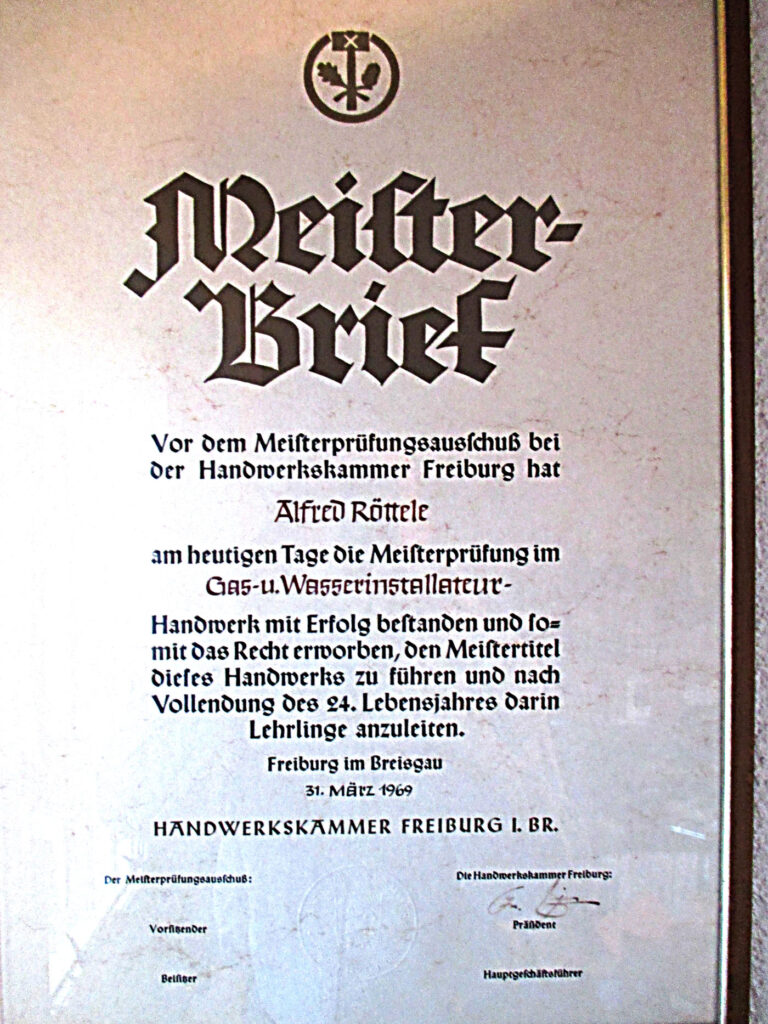 Meiſter-
Brief
Vor dem Meiſterprüfungsausſchuß bei
der Handwerkskammer Freiburg hat
Alfred Röttele
am heutigen Tage die Meiſterprüfung im
Gas-u.Wasserinstallateur-
Handwerk mit Erfolg beſtanden und ſo=
mit das Recht erworben, den Meiſtertitel
dieſes Handwerks zu führen und nach
Vollendung des 24. Lebensjahres darin
Lehrlinge anzuleiten.
Freiburg im Breisgau
31. März 1969
HANDWERKSKAMMER FREIBURG I. BR.
Der Meiſterprüfungsausſchuß:
Die Handwerkskammer Freiburg:
Vorſitzender
Präſident
Beiſitzer
Hauptgeſchäftsführer